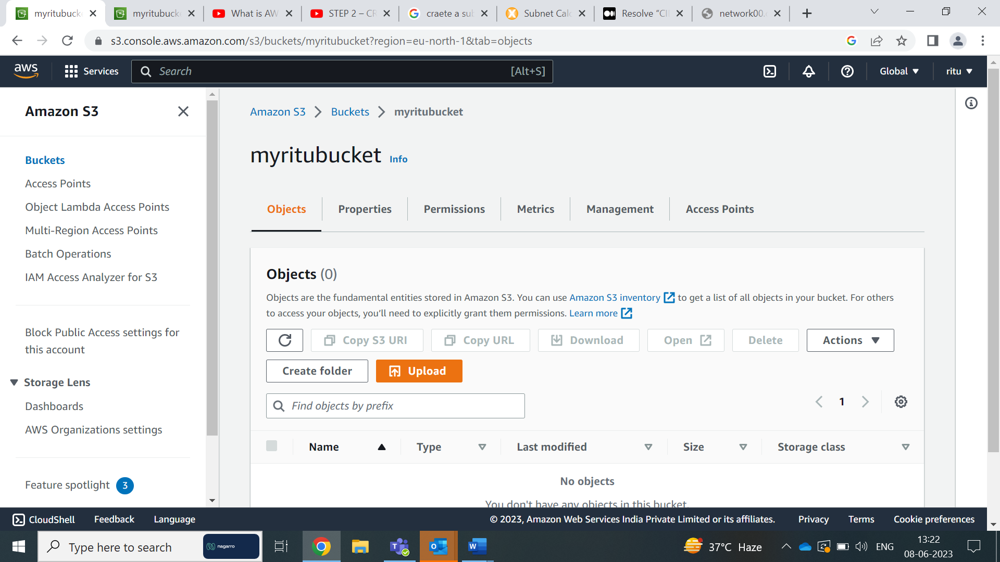 myritubucke
myritubucke
What is AW
STEP 2 – CR
craete a sub
Subnet Calc
Resolve “CII
network00.
s3.console.aws.amazon.com/s3/buckets/myritubucket?region=eu-north-1&tab=objects
aws
Services
Search
[Alt+S]
Global
ritu
Amazon S3
Buckets
Access Points
Object Lambda Access Points
Multi-Region Access Points
Batch Operations
IAM Access Analyzer for S3
Block Public Access settings for
this account
Storage Lens
Dashboards
AWS Organizations settings
Feature spotlight 3
Amazon S3 > Buckets > myritubucket
myritubucket Info
Objects
Properties
Permissions
Metrics
Management
Access Points
Objects (0)
Objects are the fundamental entities stored in Amazon S3. You can use Amazon S3 inventory to get a list of all objects in your bucket. For others
to access your objects, you’ll need to explicitly grant them permissions. Learn more
Copy S3 URI
Copy URL
Download
Open
Delete
Actions
Create folder
Upload
Find objects by prefix
1
Name
Type
Last modified
Size
Storage class
No objects
You don't have any objects in this bucket.
CloudShell
Feedback
Language
© 2023, Amazon Web Services India Private Limited or its affiliates.
Privacy
Terms
Cookie preferences
Type here to search
nagarro
37°C Haze
ENG
13:22
08-06-2023